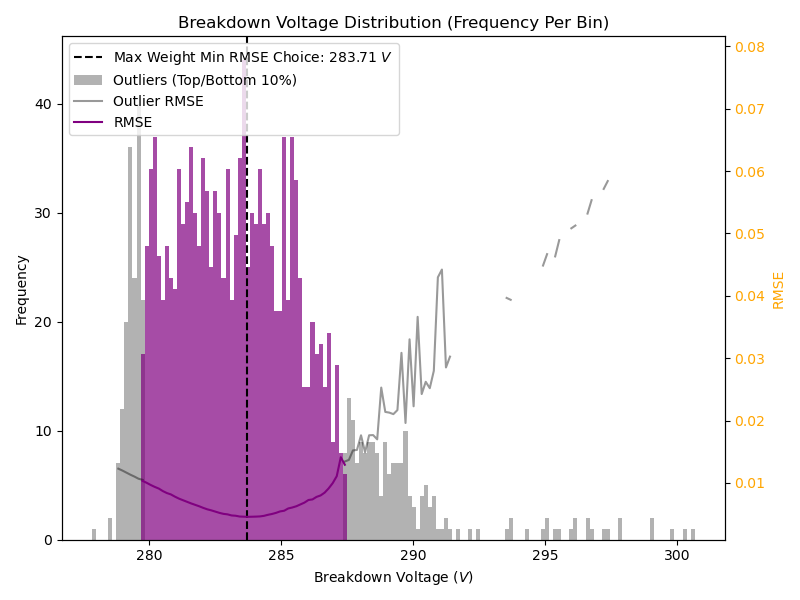 Breakdown Voltage Distribution (Frequency Per Bin)
Max Weight Min RMSE Choice: 283.71 V
Outliers (Top/Bottom 10%)
Outlier RMSE
RMSE
Frequency
40
30
20
10
0
0.08
0.07
0.06
0.05
0.04
0.03
0.02
0.01
RMSE
280 285 290 295 300
Breakdown Voltage (V)